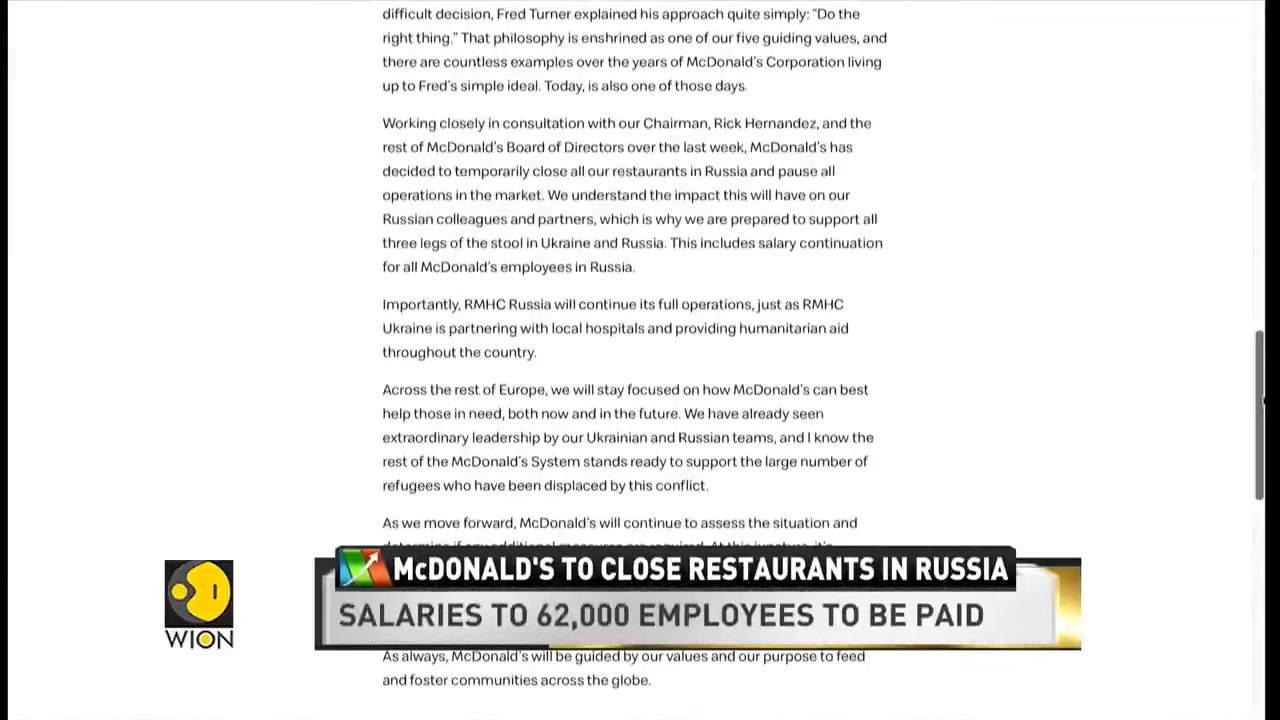 difficult decision, Fred Turner explained his approach quite simply: “Do the
right thing.” That philosophy is enshrined as one of our five guiding values, and
there are countless examples over the years of McDonald’s Corporation living
up to Fred’s simple ideal. Today, is also one of those days.
Working closely in consultation with our Chairman, Rick Hernandez, and the
rest of McDonald’s Board of Directors over the last week, McDonald’s has
decided to temporarily close all our restaurants in Russia and pause all
operations in the market. We understand the impact this will have on our
Russian colleagues and partners, which is why we are prepared to support all
three legs of the stool in Ukraine and Russia. This includes salary continuation
for all McDonald’s employees in Russia.
Importantly, RMHC Russia will continue its full operations, just as RMHC
Ukraine is partnering with local hospitals and providing humanitarian aid
throughout the country.
Across the rest of Europe, we will stay focused on how McDonald’s can best
help those in need, both now and in the future. We have already seen
extraordinary leadership by our Ukrainian and Russian teams, and I know the
rest of the McDonald’s System stands ready to support the large number of
refugees who have been displaced by this conflict.
As we move forward, McDonald’s will continue to assess the situation and
McDONALD'S TO CLOSE RESTAURANTS IN RUSSIA
SALARIES TO 62,000 EMPLOYEES TO BE PAID
WION
As always, McDonald’s will be guided by our values and our purpose to feed
and foster communities across the globe.